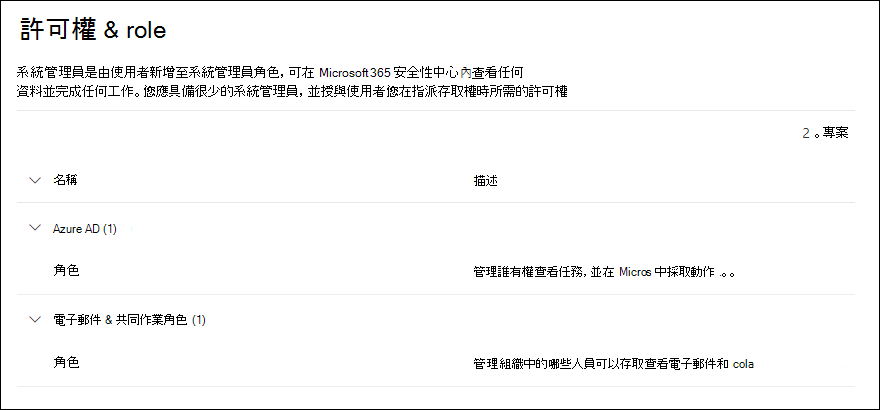 許可權 & role
系統管理員是由使用者新增至系統管理員角色，可在 Microsoft 365 安全性中心內查看任何
資料並完成任何工作。您應具備很少的系統管理員，並授與使用者您在指派存取權時所需的許可權
2 。專案
名稱 描述
Azure AD (1)
角色 管理誰有權查看任務，並在 Micros 中採取動作 .。。
電子郵件 & 共同作業角色 (1)
角色 管理組織中的哪些人員可以存取查看電子郵件和 cola